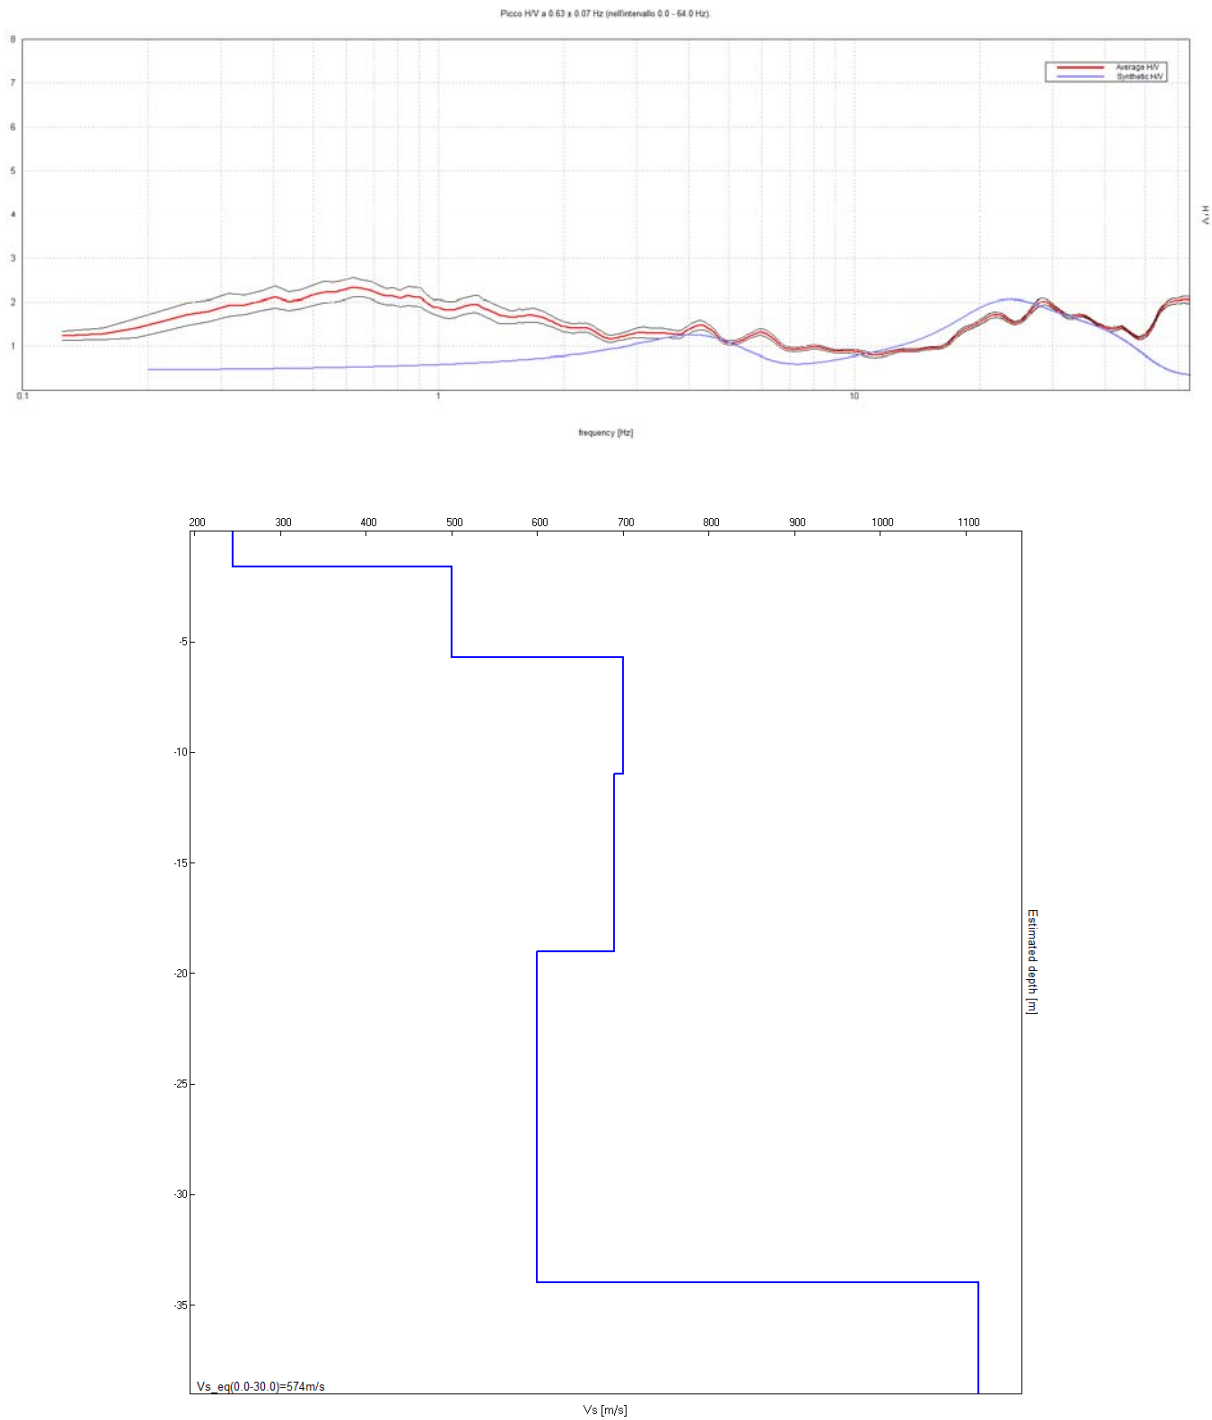 Picco H/V a 0.63 ± 0.07 Hz (nell'intervallo 0.0 - 64.0 Hz).
8
7
6
5
4
3
2
1
Average H/V
Synthetic H/V
H/V
0.1 1 10
frequency [Hz]
200 300 400 500 600 700 800 900 1000 1100
-5
-10
-15
-20
-25
-30
-35
Estimated depth [m]
Vs_eq(0.0-30.0)=574m/s
Vs [m/s]